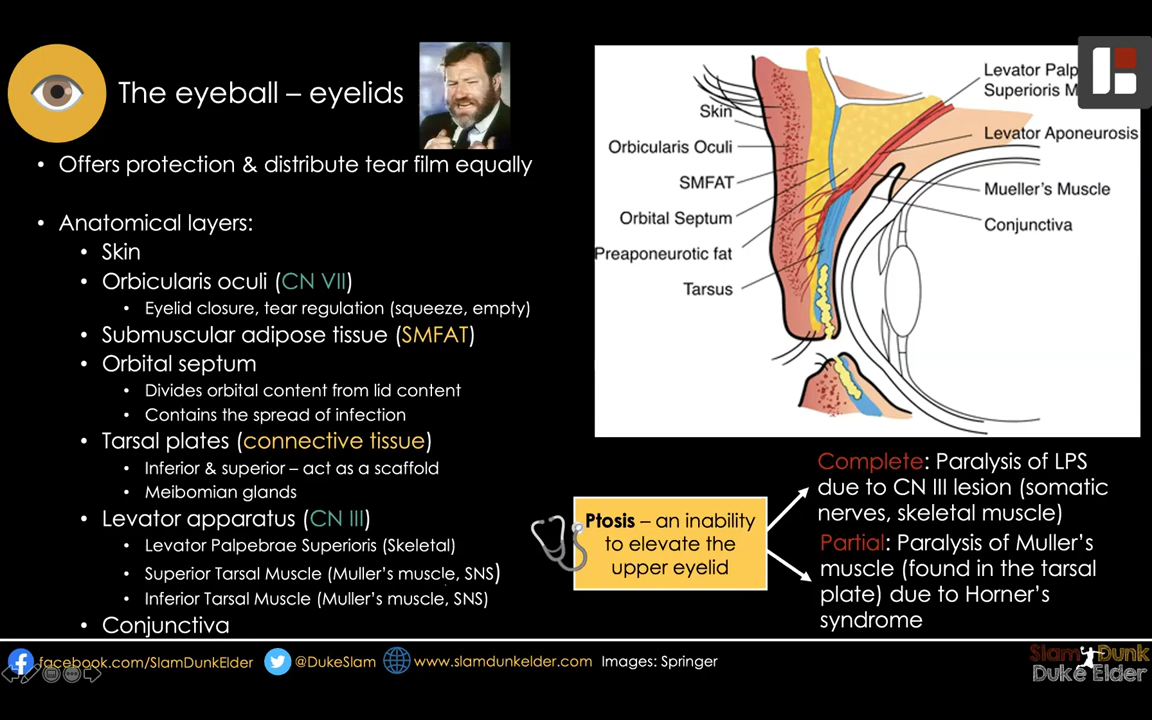 The eyeball – eyelids
• Offers protection & distribute tear film equally
• Anatomical layers:
• Skin
• Orbicularis oculi (CN VII)
• Eyelid closure, tear regulation (squeeze, empty)
• Submuscular adipose tissue (SMFAT)
• Orbital septum
• Divides orbital content from lid content
• Contains the spread of infection
• Tarsal plates (connective tissue)
• Inferior & superior – act as a scaffold
• Meibomian glands
• Levator apparatus (CN III)
• Levator Palpebrae Superioris (Skeletal)
• Superior Tarsal Muscle (Muller's muscle, SNS)
• Inferior Tarsal Muscle (Muller's muscle, SNS)
• Conjunctiva
Skin
Orbicularis Oculi
SMFAT
Orbital Septum
Preaponeurotic fat
Tarsus
Levator Palp
Superioris M
Levator Aponeurosis
Mueller's Muscle
Conjunctiva
Ptosis – an inability
to elevate the
upper eyelid
Complete: Paralysis of LPS
due to CN III lesion (somatic
nerves, skeletal muscle)
Partial: Paralysis of Muller's
muscle (found in the tarsal
plate) due to Horner's
syndrome
facebook.com/SlamDunkElder @DukeSlam www.slamdunkelder.com Images: Springer
Slam Dunk
Duke Elder